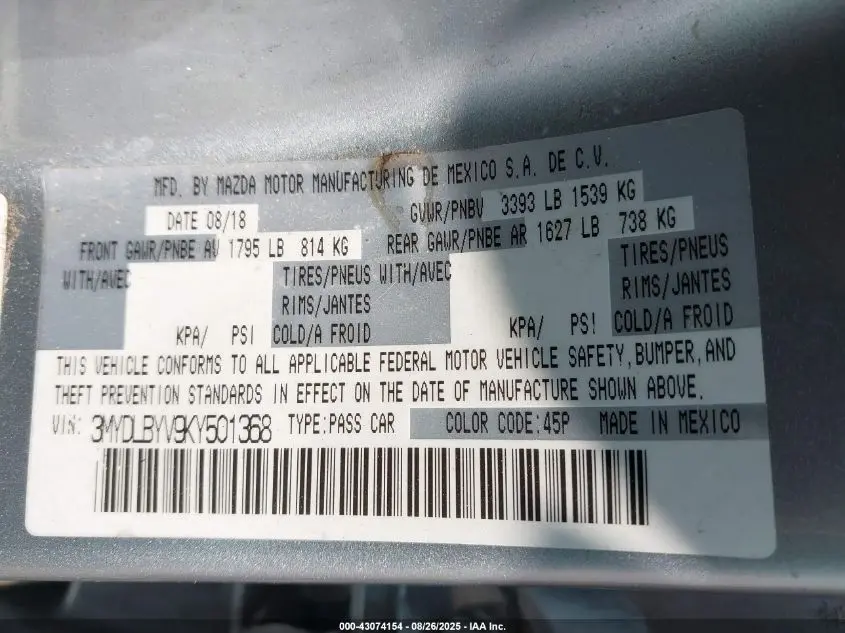 MFD. BY MAZDA MOTOR MANUFACTURING DE MEXICO S.A. DE C.V.
DATE 08/18 GVWR/PNBV 3393 LB 1539 KG
FRONT GAWR/PNBE AV 1795 LB 814 KG REAR GAWR/PNBE AR 1627 LB 738 KG
WITH/AVEC TIRES/PNEUS WITH/AVEC TIRES/PNEUS
RIMS/JANTES RIMS/JANTES
KPA/ PSI COLD/A FROID KPA/ PSI COLD/A FROID
THIS VEHICLE CONFORMS TO ALL APPLICABLE FEDERAL MOTOR VEHICLE SAFETY, BUMPER, AND
THEFT PREVENTION STANDARDS IN EFFECT ON THE DATE OF MANUFACTURE SHOWN ABOVE.
VIN: 3MYDLBYV9KY501368 TYPE:PASS CAR COLOR CODE:45P MADE IN MEXICO
000-43074154 - 08/26/2025 - IAA Inc.